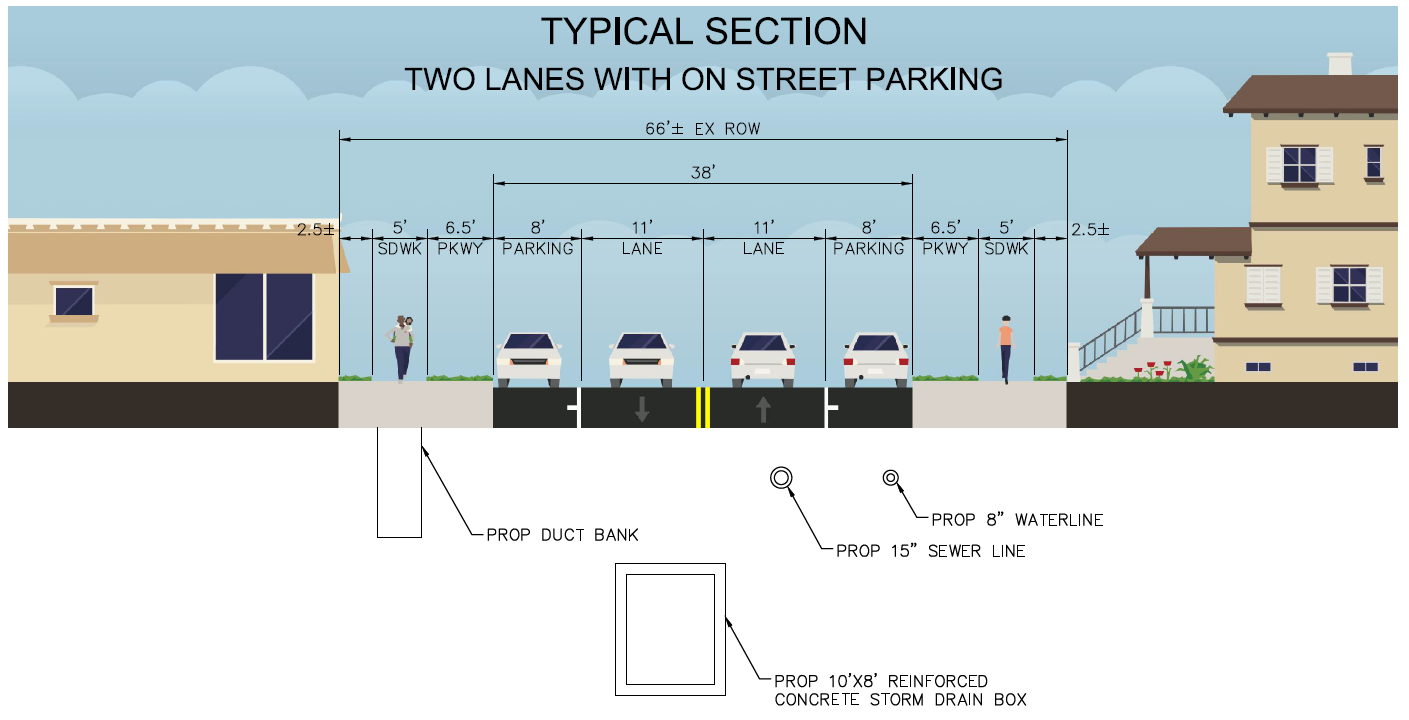 TYPICAL SECTION
TWO LANES WITH ON STREET PARKING
66'± EX ROW
38'
2.5± 5' 6.5' 8' 11' 11' 8' 6.5' 5' 2.5±
SDWK PKWY PARKING LANE LANE PARKING PKWY SDWK
PROP 8" WATERLINE
PROP DUCT BANK
PROP 15" SEWER LINE
PROP 10'X8' REINFORCED
CONCRETE STORM DRAIN BOX